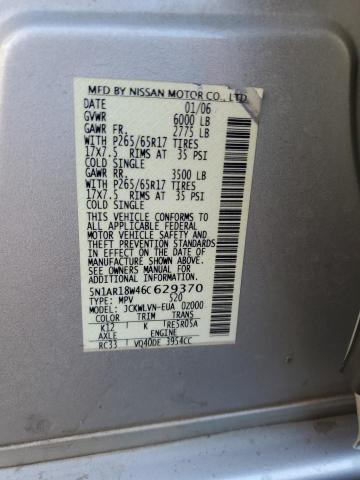 MFD BY NISSAN MOTOR CO., LTD.
DATE 01/06
GVWR 6000 LB
GAWR FR. 2775 LB
WITH P265/65R17 TIRES
17X7.5 RIMS AT 35 PSI
COLD SINGLE
GAWR RR. 3500 LB
WITH P265/65R17 TIRES
17X7.5 RIMS AT 35 PSI
COLD SINGLE
THIS VEHICLE CONFORMS TO
ALL APPLICABLE FEDERAL
MOTOR VEHICLE SAFETY AND
THEFT PREVENTION STANDARDS
IN EFFECT ON THE DATE OF
MANUFACTURE SHOWN ABOVE.
SEE OWNERS MANUAL
5N1AR18W46C629370
TYPE: MPV S20
MODEL: JCKWLVN-EUA 02000
COLOR TRIM TRANS
K12 K RE5R05A
AXLE ENGINE
RC33 VQ40DE 3954CC